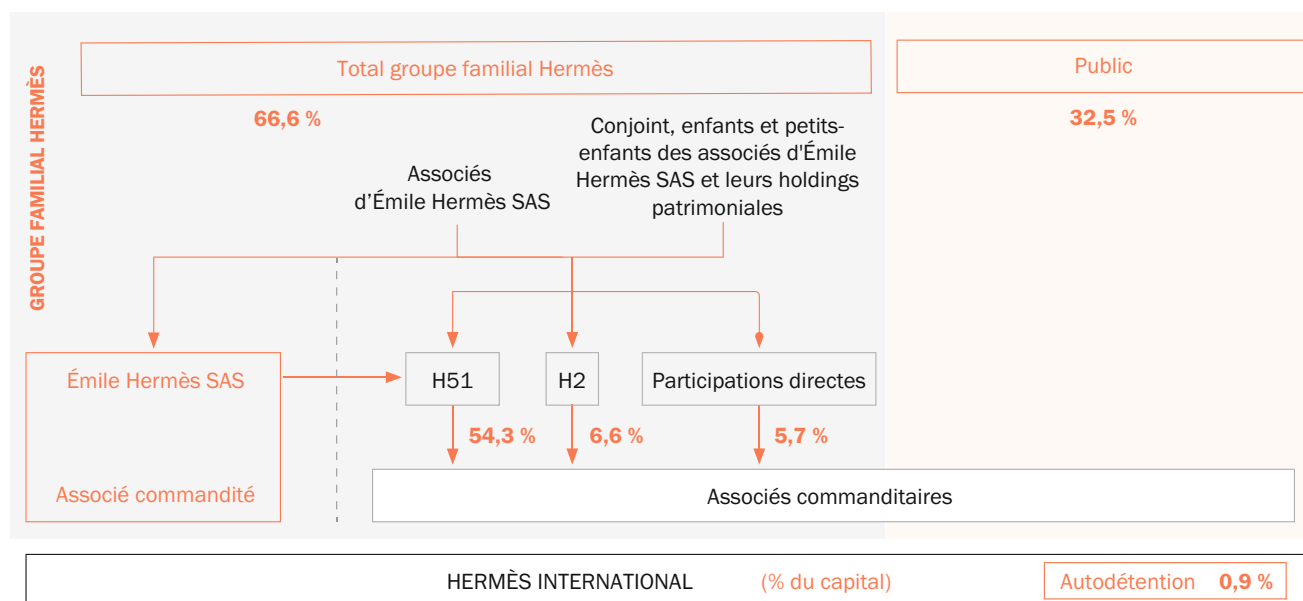 GROUPE FAMILIAL HERMÈS
Total groupe familial Hermès
Public
66,6 %
32,5 %
Conjoint, enfants et petits-
enfants des associés d'Émile
Hermès SAS et leurs holdings
patrimoniales
Associés
d’Émile Hermès SAS
Émile Hermès SAS
H51
H2
Participations directes
54,3 %
6,6 %
5,7 %
Associé commandité
Associés commanditaires
HERMÈS INTERNATIONAL
(% du capital)
Autodétention 0,9 %